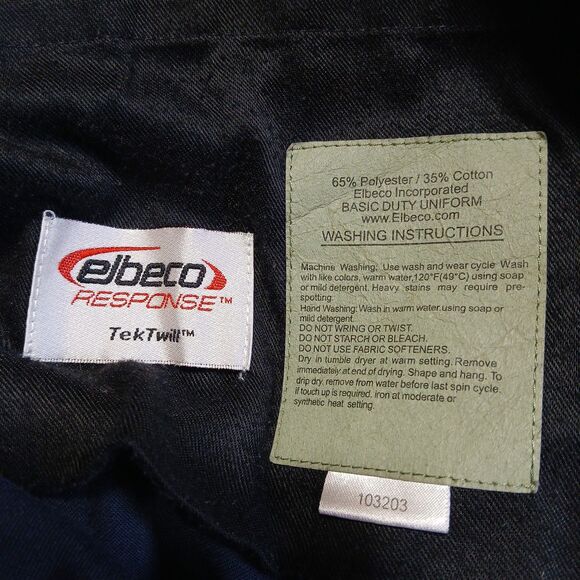 elbeco
RESPONSE™
TekTwill™
65% Polyester / 35% Cotton
Elbeco Incorporated
BASIC DUTY UNIFORM
www.Elbeco.com
WASHING INSTRUCTIONS
Machine Washing: Use wash and wear cycle Wash
with like colors, warm water,120°F(49°C) using soap
or mild detergent. Heavy stains may require pre-
spotting.
Hand Washing: Wash in warm water using soap or
mild detergent.
DO NOT WRING OR TWIST.
DO NOT STARCH OR BLEACH.
DO NOT USE FABRIC SOFTENERS.
Dry in tumble dryer at warm setting. Remove
immediately at end of drying. Shape and hang. To
drip dry, remove from water before last spin cycle.
if touch up is required, iron at moderate or
synthetic heat setting.
103203